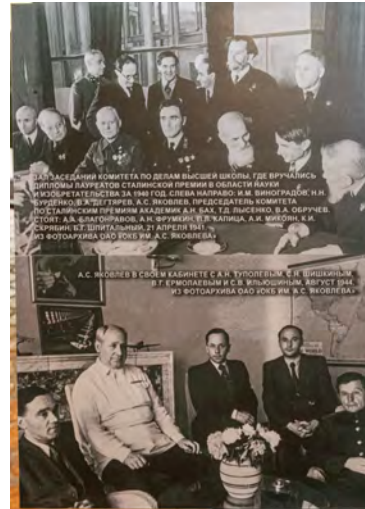 ЗАЛ ЗАСЕДАНИЙ КОМИТЕТА ПО ДЕЛАМ ВЫСШЕЙ ШКОЛЫ, ГДЕ ВРУЧАЛИСЬ
ДИПЛОМЫ ЛАУРЕАТОВ СТАЛИНСКОЙ ПРЕМИИ В ОБЛАСТИ НАУКИ
И ИЗОБРЕТАТЕЛЬСТВА ЗА 1940 ГОД. СЛЕВА НАПРАВО: И.М. ВИНОГРАДОВ, Н.Н.
БУРДЕНКО, В.А. ДЕГТЯРЕВ, А.С. ЯКОВЛЕВ, ПРЕДСЕДАТЕЛЬ КОМИТЕТА
ПО СТАЛИНСКИМ ПРЕМИЯМ АКАДЕМИК А.Н. БАХ, Т.Д. ЛЫСЕНКО, В.А. ОБРУЧЕВ.
СТОЯТ: А.А. БЛАГОНРАВОВ, А.Н. ФРУМКИН, П.Л. КАПИЦА, А.И. МИКОЯН, К.И.
СКРЯБИН, Б.Г. ШПИТАЛЬНЫЙ, 21 АПРЕЛЯ 1941.
ИЗ ФОТОАРХИВА ОАО «ОКБ ИМ. А.С. ЯКОВЛЕВА»
А.С. ЯКОВЛЕВ В СВОЕМ КАБИНЕТЕ С А.Н. ТУПОЛЕВЫМ, С.Н. ШИШКИНЫМ,
В.Г. ЕРМОЛАЕВЫМ И С.В. ИЛЬЮШИНЫМ, АВГУСТ 1944.
ИЗ ФОТОАРХИВА ОАО «ОКБ ИМ. А.С. ЯКОВЛЕВА»